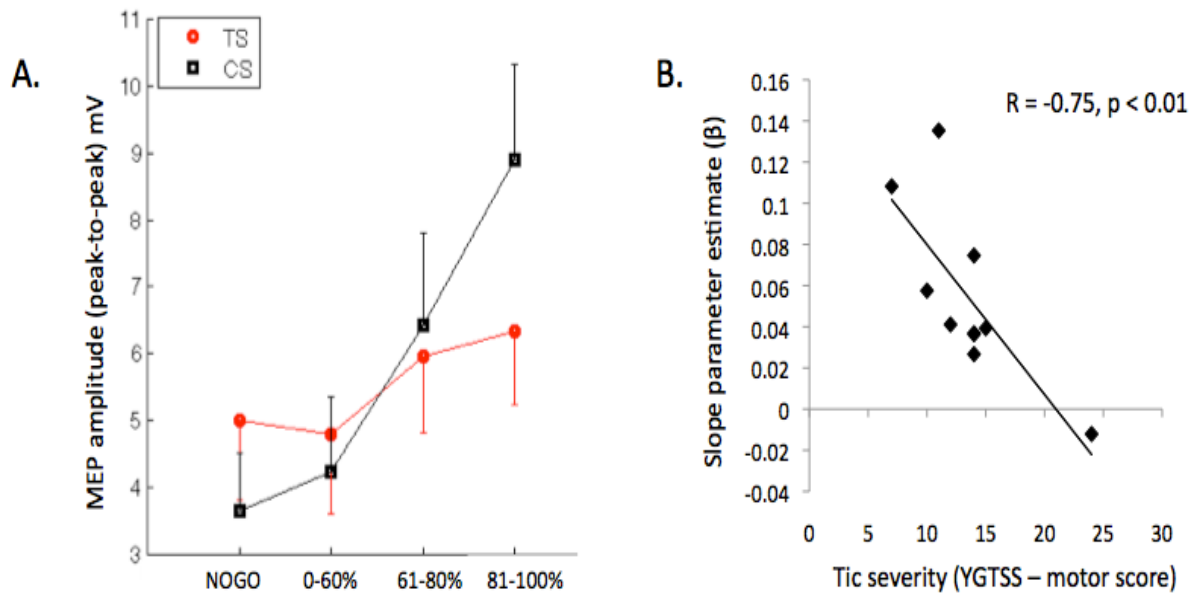 A.
TS
CS
MEP amplitude (peak-to-peak) mV
11
10
9
8
7
6
5
4
3
NOGO 0-60% 61-80% 81-100%
B.
R = -0.75, p < 0.01
Slope parameter estimate (β)
0.16
0.14
0.12
0.1
0.08
0.06
0.04
0.02
0
-0.02
-0.04
0 5 10 15 20 25 30
Tic severity (YGTSS – motor score)